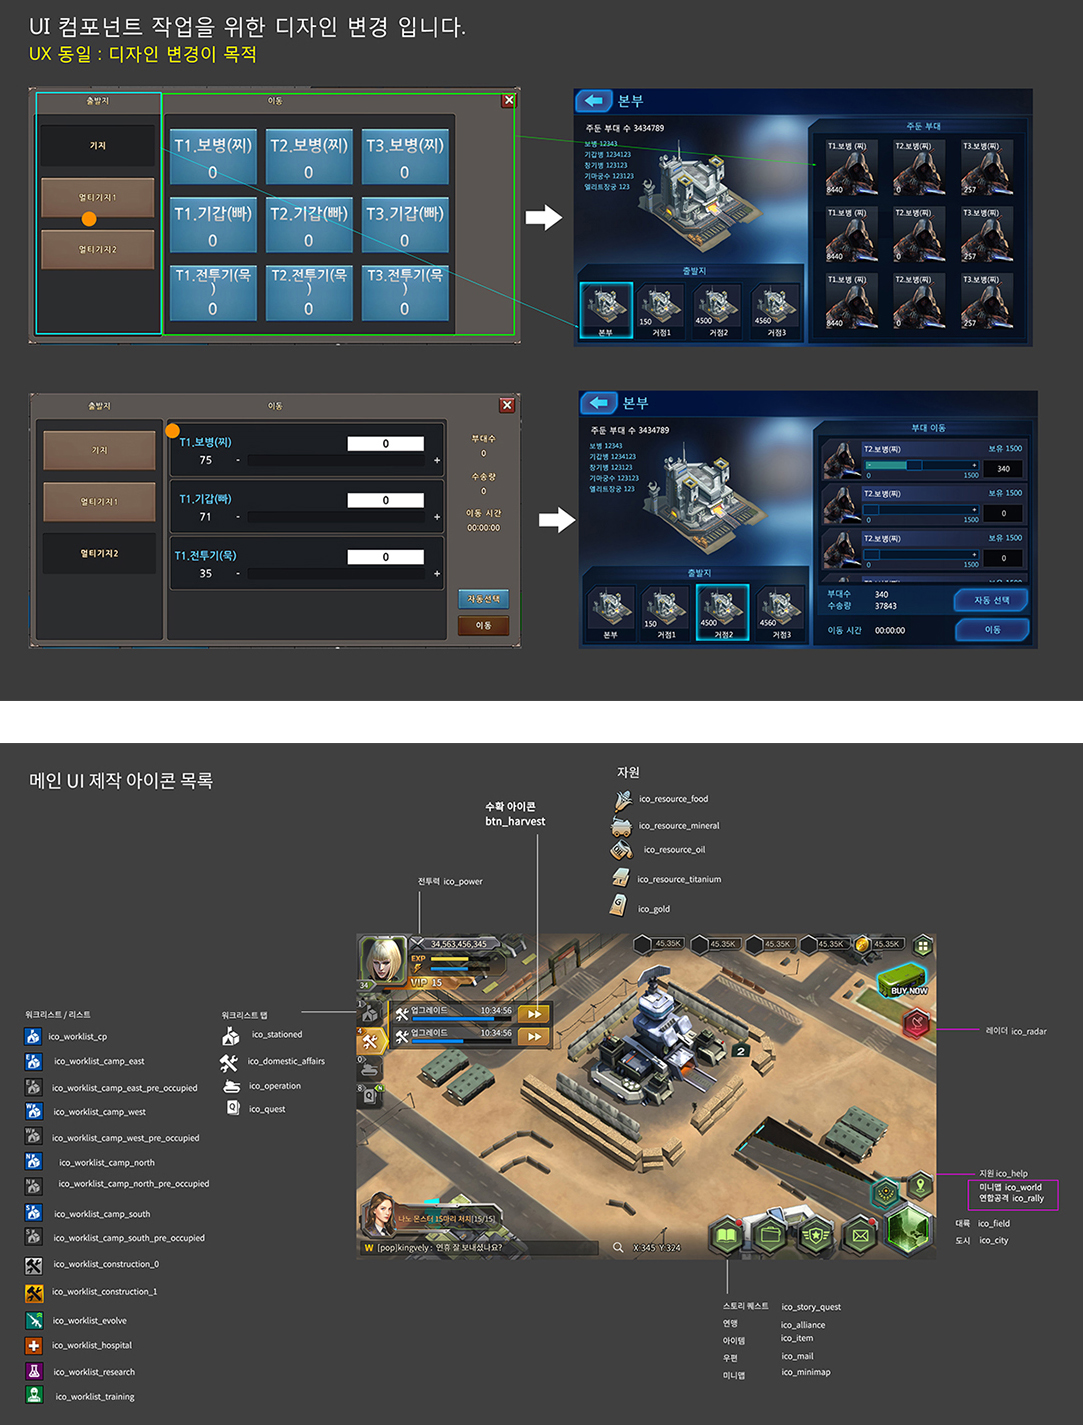 UI 컴포넌트 작업을 위한 디자인 변경 입니다.
UX 동일 : 디자인 변경이 목적
출발지
이동
기지
멀티기지1
멀티기지2
T1.보병(찌)
0
T2.보병(찌)
0
T3.보병(찌)
0
T1.기갑(빠)
0
T2.기갑(빠)
0
T3.기갑(빠)
0
T1.전투기(묵
)
0
T2.전투기(묵
)
0
T3.전투기(묵
)
0
본부
주둔 부대 수 3434789
보병 12343
기갑병 1234123
창기병 123123
기마궁수 123123
엘리트장궁 123
출발지
본부
150
거점1
4500
거점2
4560
거점3
주둔 부대
T1.보병 (찌)
8440
T2.보병 (찌)
0
T3.보병 (찌)
257
T1.보병 (찌)
8440
T2.보병 (찌)
0
T3.보병 (찌)
257
T1.보병 (찌)
8440
T2.보병 (찌)
0
T3.보병 (찌)
257
출발지
이동
기지
멀티기지1
멀티기지2
T1.보병(찌)
0
75 - +
T1.기갑(빠)
0
71 - +
T1.전투기(묵)
0
35 - +
부대수
0
수송량
0
이동 시간
00:00:00
자동선택
이동
본부
주둔 부대 수 3434789
보병 12343
기갑병 1234123
창기병 123123
기마궁수 123123
엘리트장궁 123
출발지
본부
150
거점1
4500
거점2
4560
거점3
부대 이동
T2.보병(찌) 보유 1500
- +
0 1500
340
T2.보병(찌) 보유 1500
+
0 1500
0
T2.보병(찌) 보유 1500
+
0 1500
0
부대수 340
수송량 37843
자동 선택
이동 시간 00:00:00
이동
메인 UI 제작 아이콘 목록
자원
ico_resource_food
ico_resource_mineral
ico_resource_oil
ico_resource_titanium
ico_gold
수확 아이콘
btn_harvest
전투력 ico_power
34,563,456,345
EXP
VIP 15
34
45.35K
45.35K
45.35K
45.35K
45.35K
BUY NOW
업그레이드 10:34:56
업그레이드 10:34:56
1
4
0
8
Q
2
워크리스트 / 리스트
ico_worklist_cp
ico_worklist_camp_east
ico_worklist_camp_east_pre_occupied
ico_worklist_camp_west
ico_worklist_camp_west_pre_occupied
ico_worklist_camp_north
ico_worklist_camp_north_pre_occupied
ico_worklist_camp_south
ico_worklist_camp_south_pre_occupied
ico_worklist_construction_0
ico_worklist_construction_1
ico_worklist_evolve
ico_worklist_hospital
ico_worklist_research
ico_worklist_training
워크리스트 탭
ico_stationed
ico_domestic_affairs
ico_operation
ico_quest
레이더 ico_radar
지원 ico_help
미니맵 ico_world
연합공격 ico_rally
대륙 ico_field
도시 ico_city
나노 몬스터 15마리 처치[15/15]
W [pop]kingvely : 연휴 잘 보내셨나요?
X:345 Y:324
스토리 퀘스트 ico_story_quest
연맹 ico_alliance
아이템 ico_item
우편 ico_mail
미니맵 ico_minimap